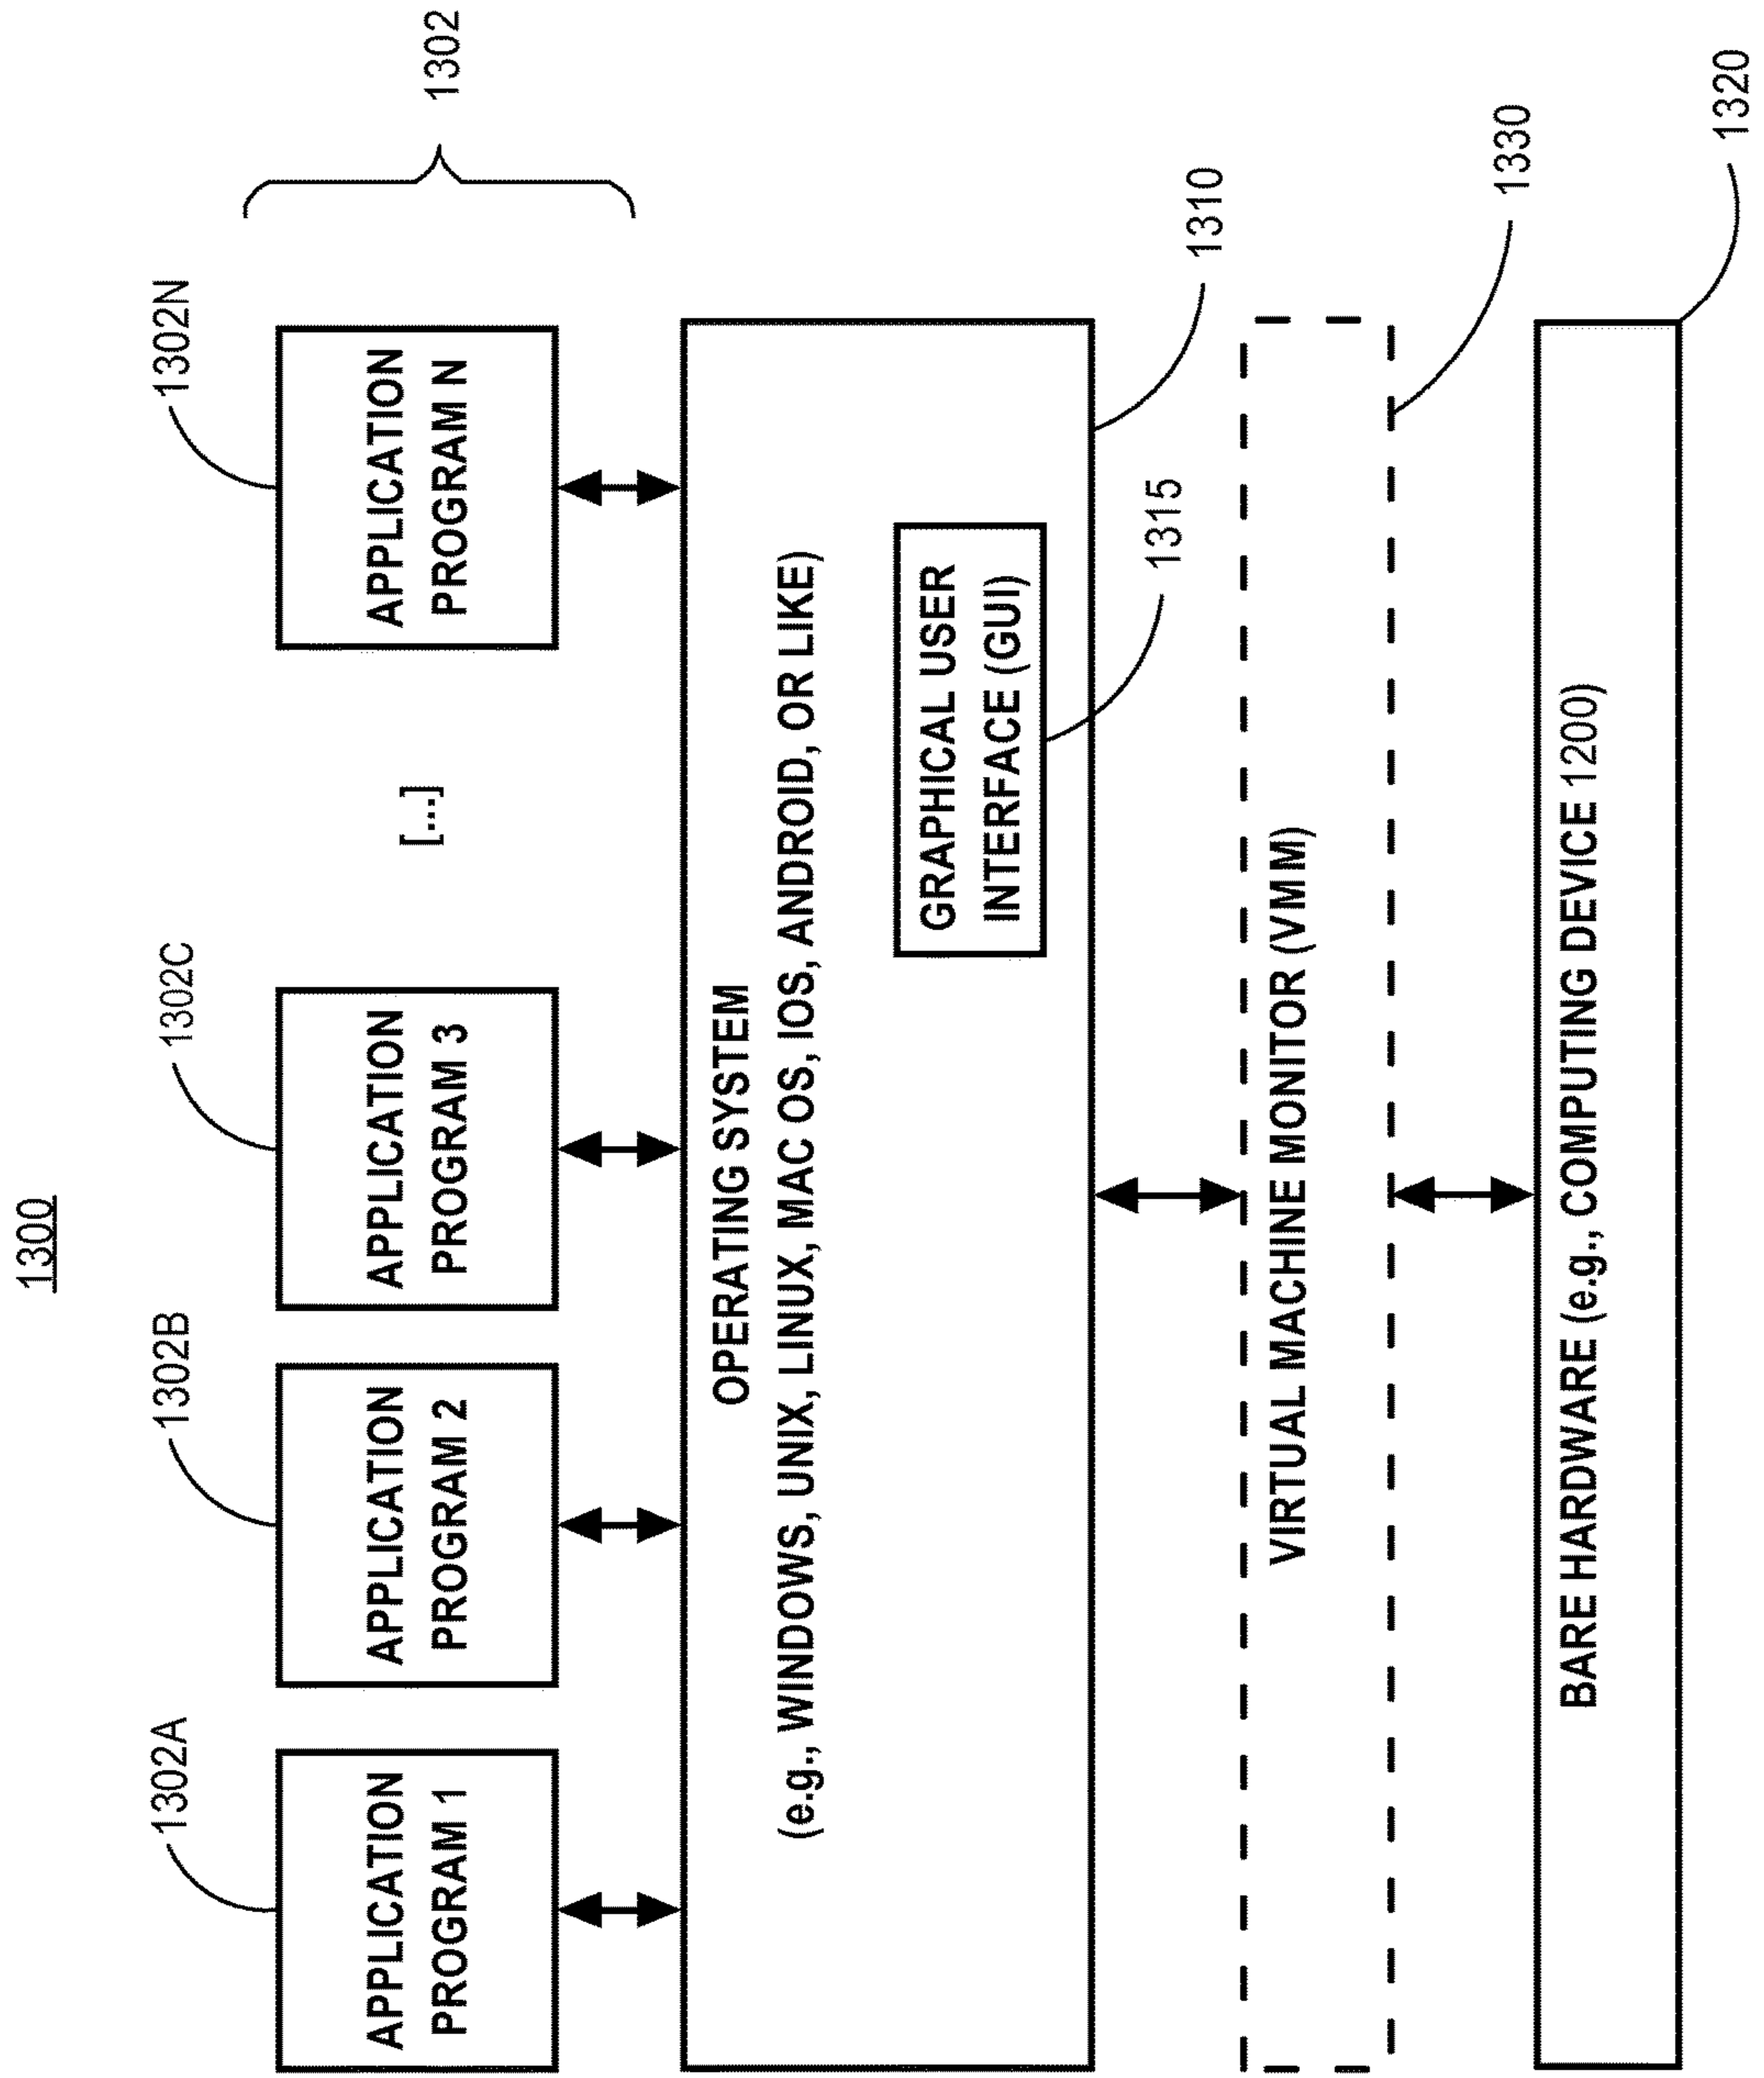 1300
1302A
1302B
1302C
1302N
1302
APPLICATION
PROGRAM 1
APPLICATION
PROGRAM 2
APPLICATION
PROGRAM 3
[...]
APPLICATION
PROGRAM N
OPERATING SYSTEM
(e.g., WINDOWS, UNIX, LINUX, MAC OS, IOS, ANDROID, OR LIKE)
GRAPHICAL USER
INTERFACE (GUI)
1310
1315
VIRTUAL MACHINE MONITOR (VMM)
1330
BARE HARDWARE (e.g., COMPUTING DEVICE 1200)
1320